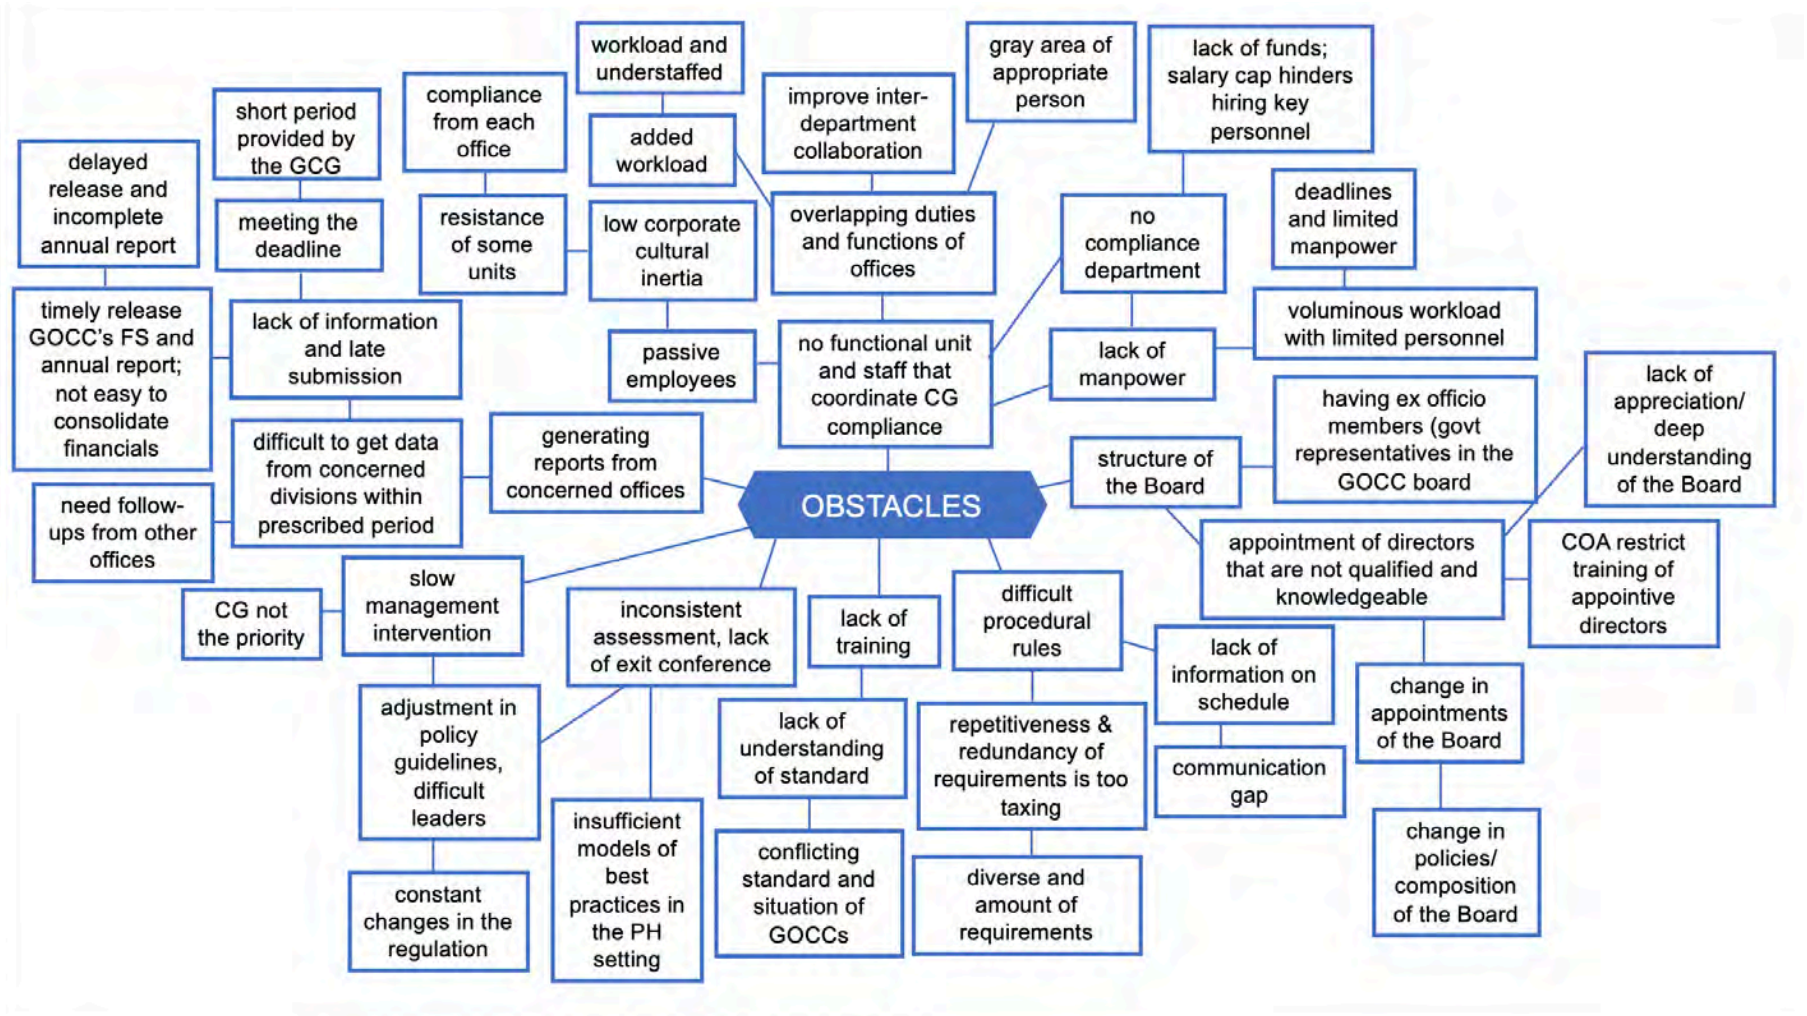 workload and
understaffed
gray area of
appropriate
person
lack of funds;
salary cap hinders
hiring key
personnel
compliance
from each
office
improve inter-
department
collaboration
short period
provided by
the GCG
added
workload
delayed
release and
incomplete
annual report
deadlines
and limited
manpower
meeting the
deadline
resistance
of some
units
low corporate
cultural
inertia
overlapping duties
and functions of
offices
no
compliance
department
timely release
GOCC's FS and
annual report;
not easy to
consolidate
financials
lack of information
and late
submission
passive
employees
no functional unit
and staff that
coordinate CG
compliance
lack of
manpower
voluminous workload
with limited personnel
lack of
appreciation/
deep
understanding
of the Board
having ex officio
members (govt
representatives in the
GOCC board
difficult to get data
from concerned
divisions within
prescribed period
generating
reports from
concerned offices
structure of
the Board
OBSTACLES
need follow-
ups from other
offices
appointment of directors
that are not qualified and
knowledgeable
COA restrict
training of
appointive
directors
CG not
the priority
slow
management
intervention
inconsistent
assessment, lack
of exit conference
lack of
training
difficult
procedural
rules
lack of
information on
schedule
change in
appointments
of the Board
adjustment in
policy
guidelines,
difficult
leaders
lack of
understanding
of standard
repetitiveness &
redundancy of
requirements is too
taxing
communication
gap
insufficient
models of
best
practices in
the PH
setting
conflicting
standard and
situation of
GOCCs
diverse and
amount of
requirements
change in
policies/
composition
of the Board
constant
changes in the
regulation